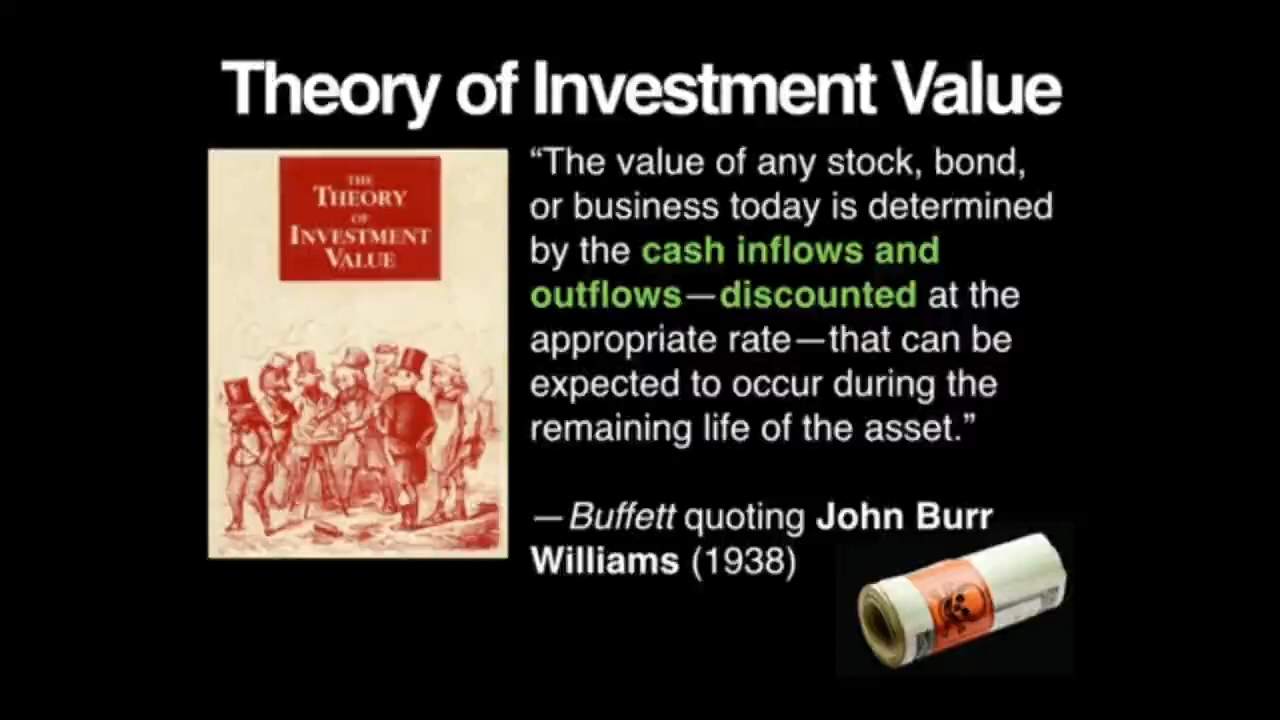 Theory of Investment Value
THE
THEORY
OF
INVESTMENT
VALUE
“The value of any stock, bond,
or business today is determined
by the cash inflows and
outflows—discounted at the
appropriate rate—that can be
expected to occur during the
remaining life of the asset.”
—Buffett quoting John Burr
Williams (1938)